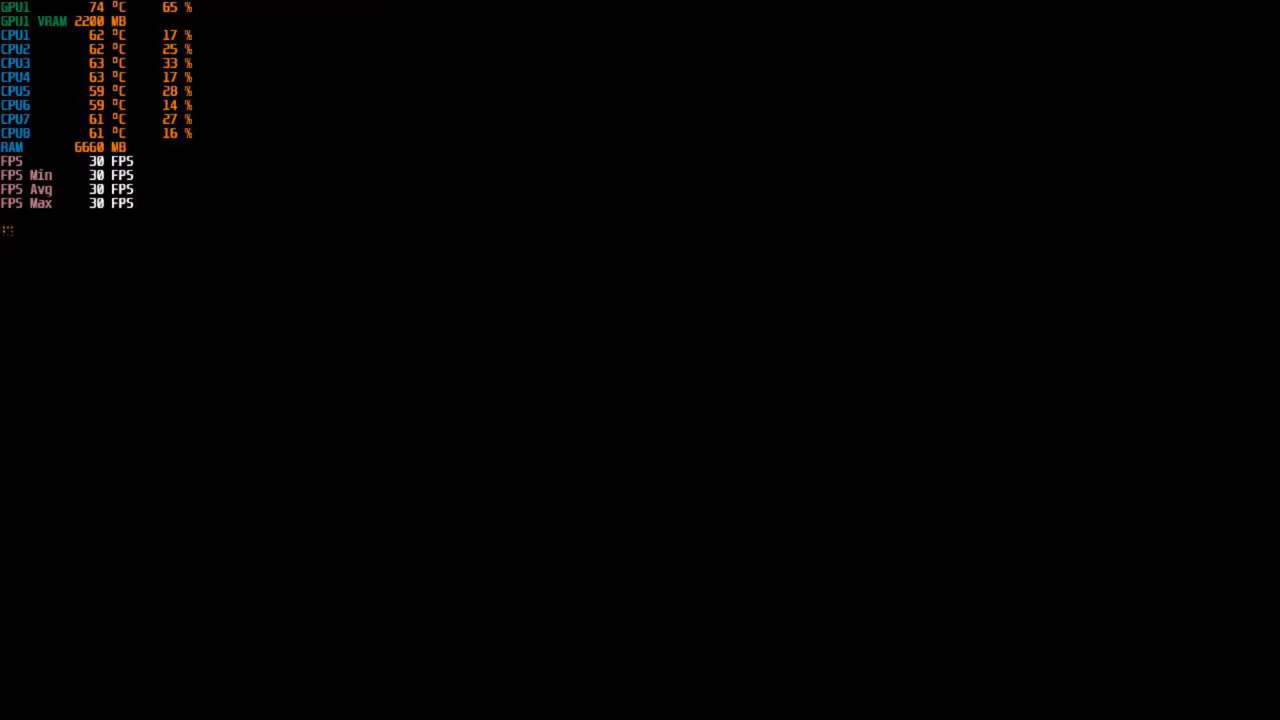 GPU1 74 °C 65 %
GPU1 VRAM 2200 MB
CPU1 62 °C 17 %
CPU2 62 °C 25 %
CPU3 63 °C 33 %
CPU4 63 °C 17 %
CPU5 59 °C 28 %
CPU6 59 °C 14 %
CPU7 61 °C 27 %
CPU8 61 °C 16 %
RAM 6660 MB
FPS 30 FPS
FPS Min 30 FPS
FPS Avg 30 FPS
FPS Max 30 FPS